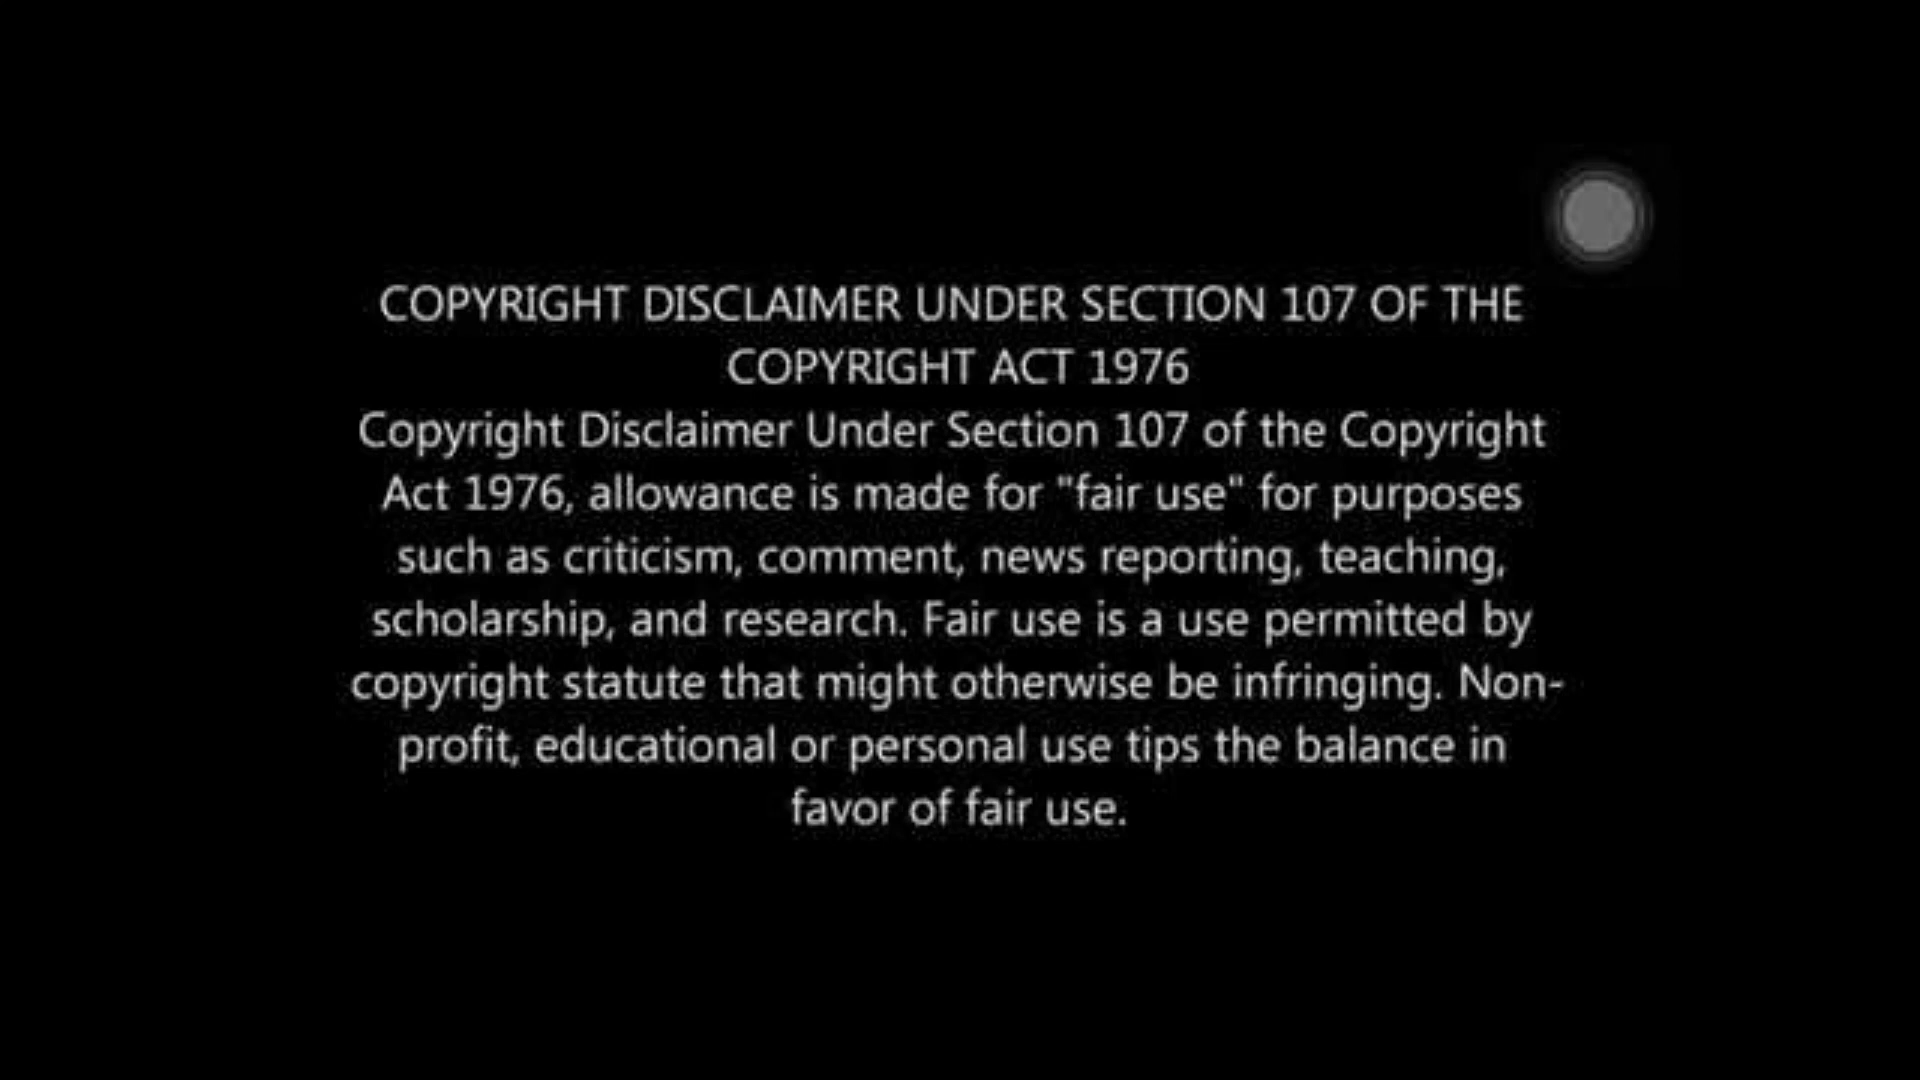 COPYRIGHT DISCLAIMER UNDER SECTION 107 OF THE
COPYRIGHT ACT 1976
Copyright Disclaimer Under Section 107 of the Copyright
Act 1976, allowance is made for "fair use" for purposes
such as criticism, comment, news reporting, teaching,
scholarship, and research. Fair use is a use permitted by
copyright statute that might otherwise be infringing. Non-
profit, educational or personal use tips the balance in
favor of fair use.